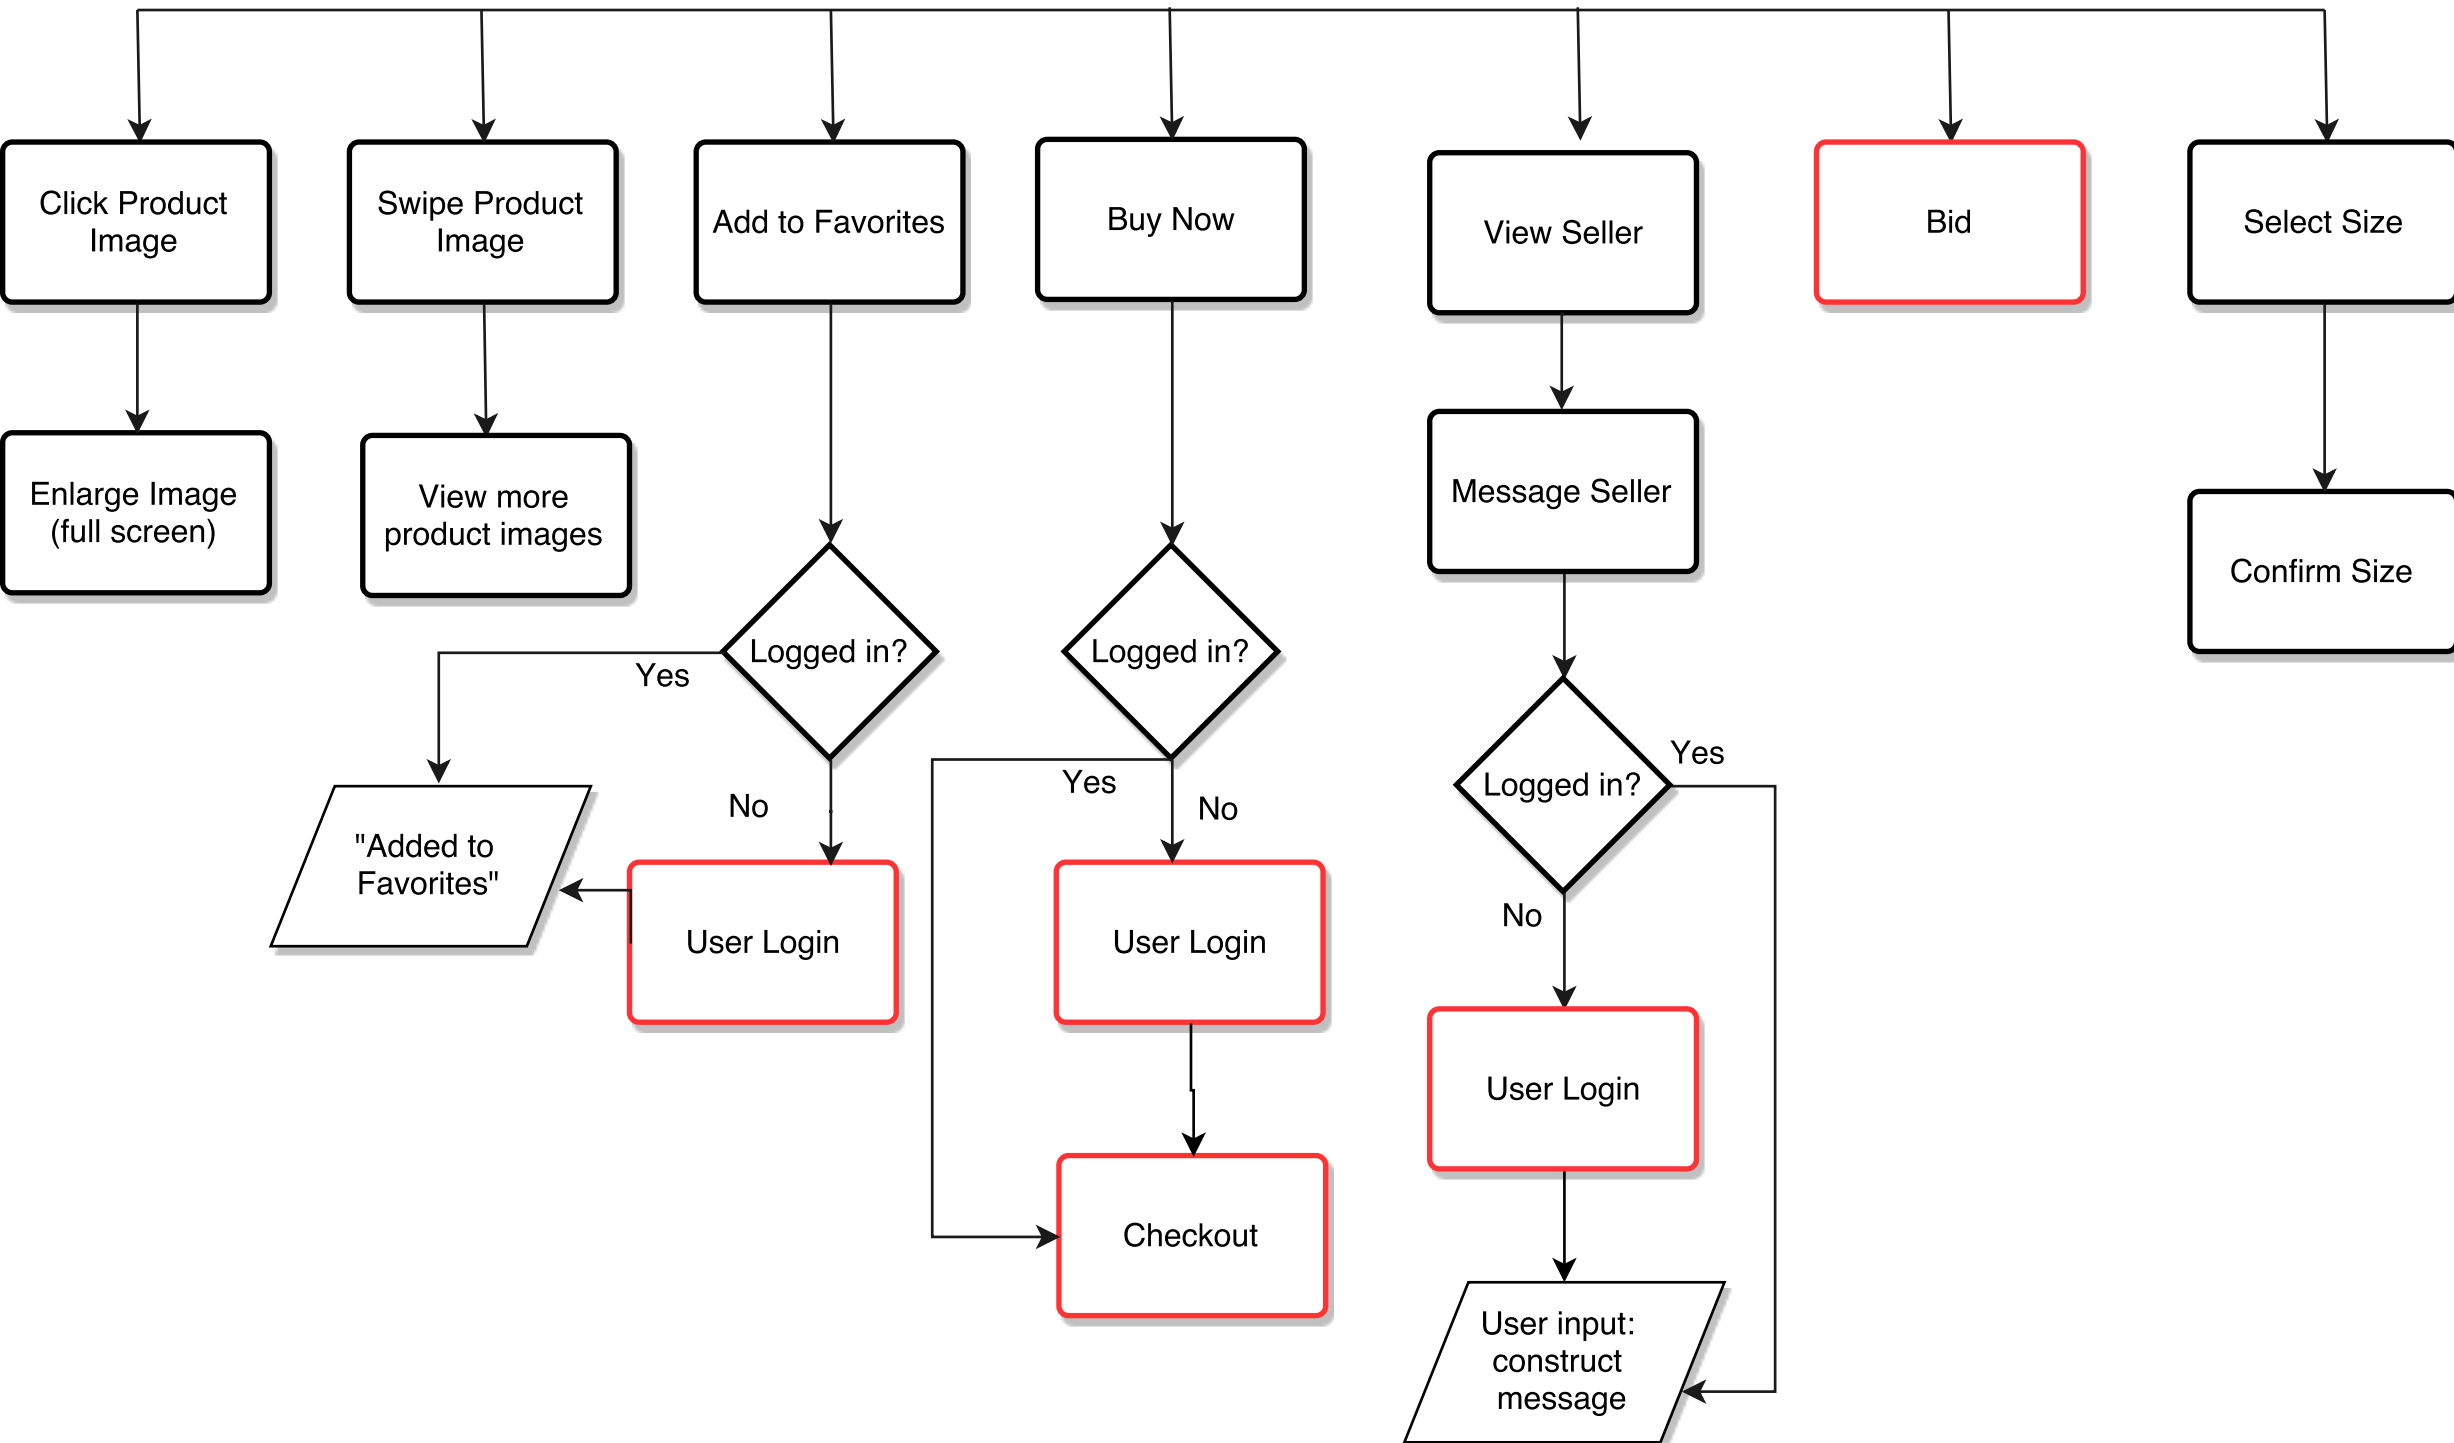 Click Product
Image
Swipe Product
Image
Add to Favorites
Buy Now
View Seller
Bid
Select Size
Enlarge Image
(full screen)
View more
product images
Message Seller
Confirm Size
Logged in?
Yes
No
"Added to
Favorites"
User Login
Logged in?
Yes
No
User Login
Checkout
Logged in?
Yes
No
User Login
User input:
construct
message